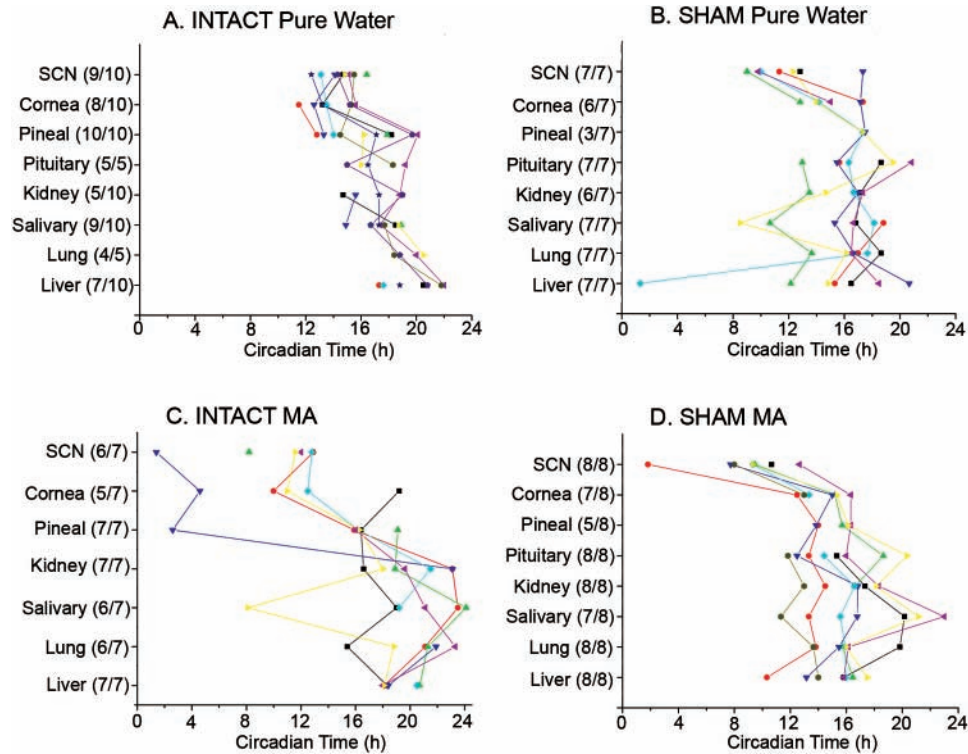 A. INTACT Pure Water
SCN (9/10)
Cornea (8/10)
Pineal (10/10)
Pituitary (5/5)
Kidney (5/10)
Salivary (9/10)
Lung (4/5)
Liver (7/10)
0 4 8 12 16 20 24
Circadian Time (h)
B. SHAM Pure Water
SCN (7/7)
Cornea (6/7)
Pineal (3/7)
Pituitary (7/7)
Kidney (6/7)
Salivary (7/7)
Lung (7/7)
Liver (7/7)
0 4 8 12 16 20 24
Circadian Time (h)
C. INTACT MA
SCN (6/7)
Cornea (5/7)
Pineal (7/7)
Kidney (7/7)
Salivary (6/7)
Lung (6/7)
Liver (7/7)
0 4 8 12 16 20 24
Circadian Time (h)
D. SHAM MA
SCN (8/8)
Cornea (7/8)
Pineal (5/8)
Pituitary (8/8)
Kidney (8/8)
Salivary (7/8)
Lung (8/8)
Liver (8/8)
0 4 8 12 16 20 24
Circadian Time (h)